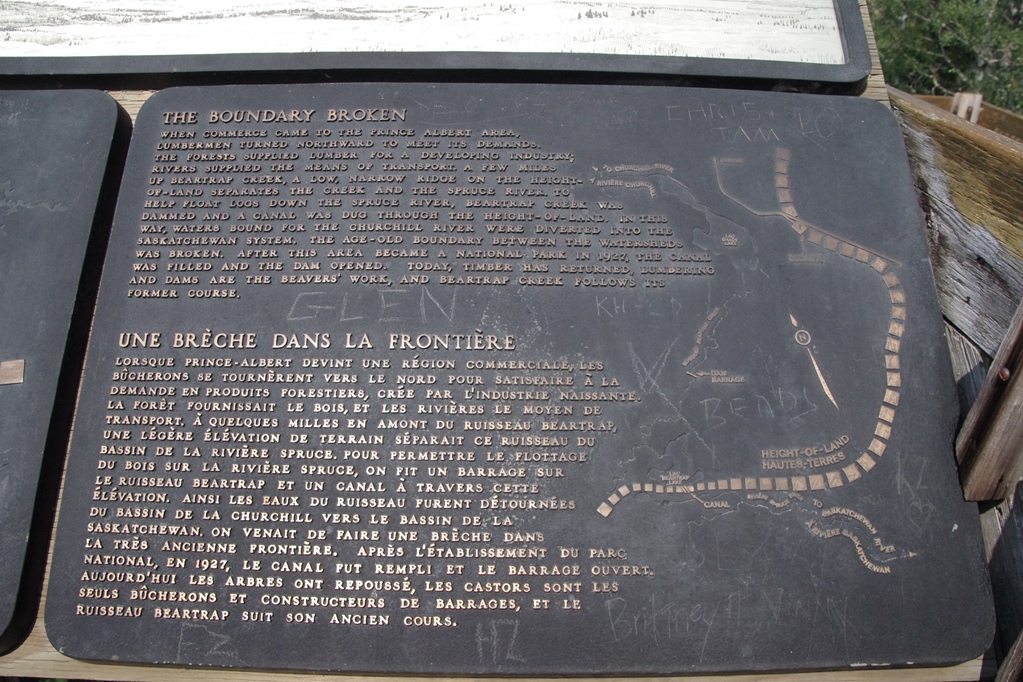 THE BOUNDARY BROKEN
WHEN COMMERCE CAME TO THE PRINCE ALBERT AREA,
LUMBERMEN TURNED NORTHWARD TO MEET ITS DEMANDS.
THE FORESTS SUPPLIED LUMBER FOR A DEVELOPING INDUSTRY;
RIVERS SUPPLIED THE MEANS OF TRANSPORT. A FEW MILES
UP BEARTRAP CREEK, A LOW, NARROW RIDGE ON THE HEIGHT-
OF-LAND SEPARATES THE CREEK AND THE SPRUCE RIVER. TO
HELP FLOAT LOGS DOWN THE SPRUCE RIVER, BEARTRAP CREEK WAS
DAMMED AND A CANAL WAS DUG THROUGH THE HEIGHT-OF-LAND. IN THIS
WAY, WATERS BOUND FOR THE CHURCHILL RIVER WERE DIVERTED INTO THE
SASKATCHEWAN SYSTEM. THE AGE-OLD BOUNDARY BETWEEN THE WATERSHEDS
WAS BROKEN. AFTER THIS AREA BECAME A NATIONAL PARK IN 1927, THE CANAL
WAS FILLED AND THE DAM OPENED. TODAY, TIMBER HAS RETURNED, LUMBERING
AND DAMS ARE THE BEAVERS' WORK, AND BEARTRAP CREEK FOLLOWS ITS
FORMER COURSE.
UNE BRÈCHE DANS LA FRONTIÈRE
LORSQUE PRINCE-ALBERT DEVINT UNE RÉGION COMMERCIALE, LES
BÛCHERONS SE TOURNÈRENT VERS LE NORD POUR SATISFAIRE À LA
DEMANDE EN PRODUITS FORESTIERS, CRÉE PAR L'INDUSTRIE NAISSANTE.
LA FORÊT FOURNISSAIT LE BOIS, ET LES RIVIÈRES LE MOYEN DE
TRANSPORT. À QUELQUES MILLES EN AMONT DU RUISSEAU BEARTRAP,
UNE LÉGÈRE ÉLÉVATION DE TERRAIN SÉPARAIT CE RUISSEAU DU
BASSIN DE LA RIVIÈRE SPRUCE. POUR PERMETTRE LE FLOTTAGE
DU BOIS SUR LA RIVIÈRE SPRUCE, ON FIT UN BARRAGE SUR
LE RUISSEAU BEARTRAP ET UN CANAL À TRAVERS CETTE
ÉLÉVATION. AINSI LES EAUX DU RUISSEAU FURENT DÉTOURNÉES
DU BASSIN DE LA CHURCHILL VERS LE BASSIN DE LA
SASKATCHEWAN. ON VENAIT DE FAIRE UNE BRÈCHE DANS
LA TRÈS ANCIENNE FRONTIÈRE. APRÈS L'ÉTABLISSEMENT DU PARC
NATIONAL, EN 1927, LE CANAL FUT REMPLI ET LE BARRAGE OUVERT.
AUJOURD'HUI LES ARBRES ONT REPOUSSÉ, LES CASTORS SONT LES
SEULS BÛCHERONS ET CONSTRUCTEURS DE BARRAGES, ET LE
RUISSEAU BEARTRAP SUIT SON ANCIEN COURS.
TO CHURCHILL RIVER
RIVIÈRE CHURCHILL
N
DAM
BARRAGE
HEIGHT-OF-LAND
HAUTES-TERRES
CANAL
TO SASKATCHEWAN RIVER
À RIVIÈRE SASKATCHEWAN
TAM
GLEN
HZ